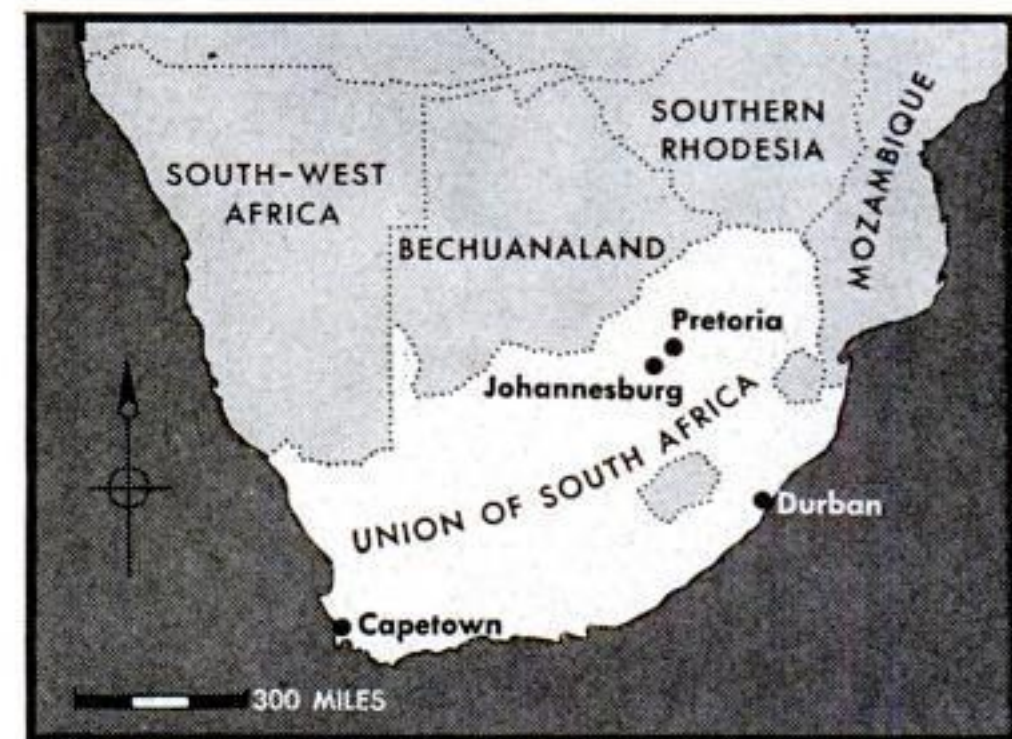 SOUTHERN
RHODESIA
MOZAMBIQUE
SOUTH-WEST
AFRICA
BECHUANALAND
Pretoria
Johannesburg
UNION OF SOUTH AFRICA
Durban
Capetown
300 MILES